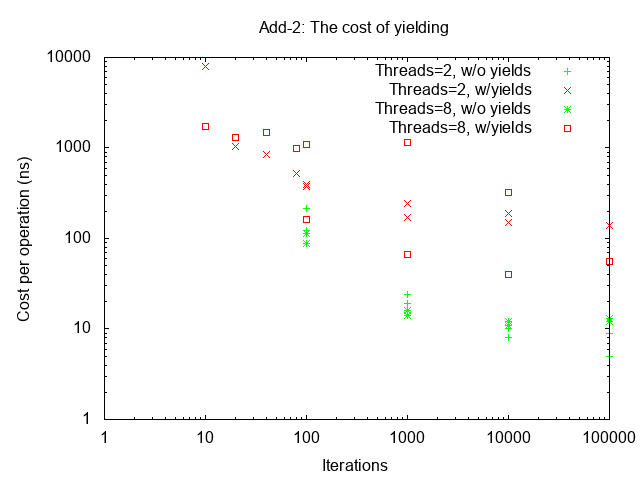 Add-2: The cost of yielding
10000
1000
100
10
1
Cost per operation (ns)
Threads=2, w/o yields
Threads=2, w/yields
Threads=8, w/o yields
Threads=8, w/yields
1 10 100 1000 10000 100000
Iterations